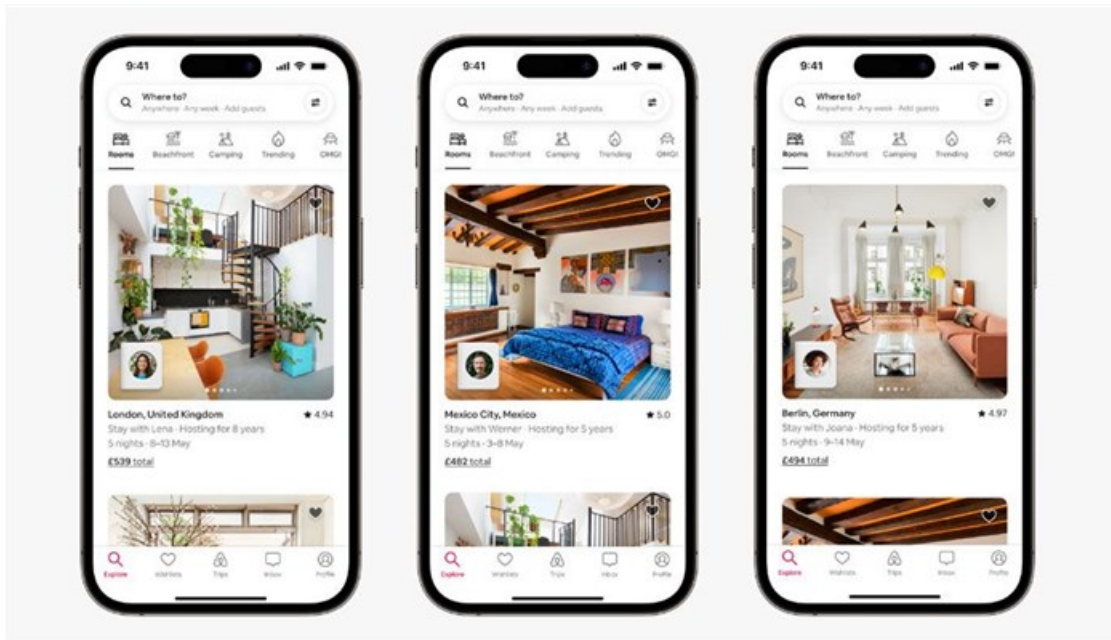 9:41
Where to?
Anywhere · Any week · Add guests
Rooms Beachfront Camping Trending OMG!
London, United Kingdom ★ 4.94
Stay with Lena · Hosting for 8 years
5 nights · 8–13 May
£539 total
Explore Wishlists Trips Inbox Profile
9:41
Where to?
Anywhere · Any week · Add guests
Rooms Beachfront Camping Trending OMG!
Mexico City, Mexico ★ 5.0
Stay with Werner · Hosting for 5 years
5 nights · 3–8 May
£482 total
Explore Wishlists Trips Inbox Profile
9:41
Where to?
Anywhere · Any week · Add guests
Rooms Beachfront Camping Trending OMG!
Berlin, Germany ★ 4.97
Stay with Joana · Hosting for 5 years
5 nights · 9–14 May
£494 total
Explore Wishlists Trips Inbox Profile